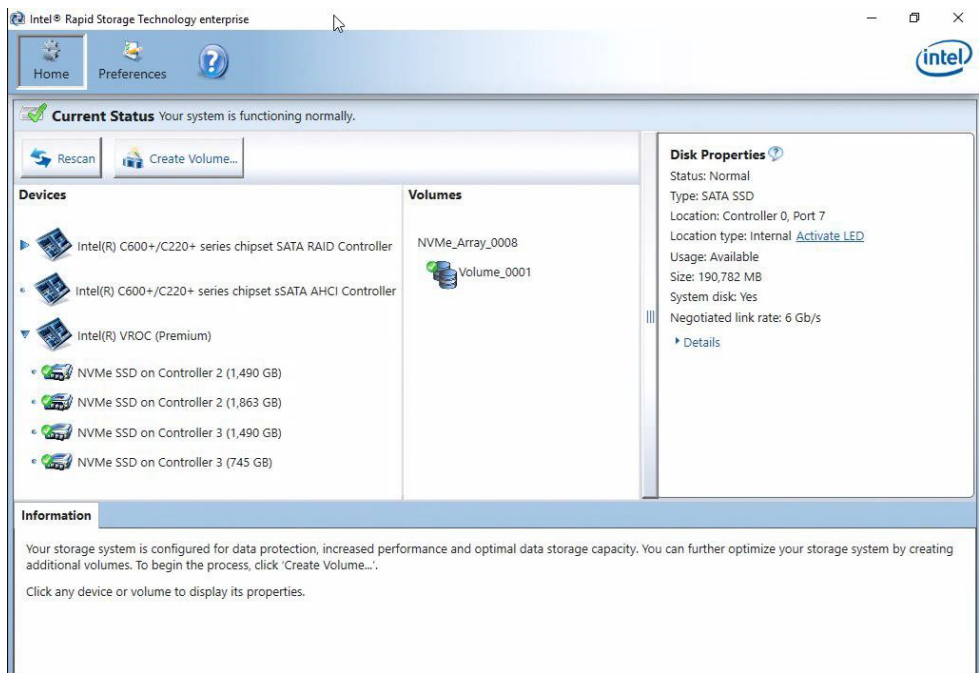 Intel® Rapid Storage Technology enterprise
Home
Preferences
?
intel
Current Status Your system is functioning normally.
Rescan
Create Volume...
Devices
Intel(R) C600+/C220+ series chipset SATA RAID Controller
Intel(R) C600+/C220+ series chipset sSATA AHCI Controller
Intel(R) VROC (Premium)
NVMe SSD on Controller 2 (1,490 GB)
NVMe SSD on Controller 2 (1,863 GB)
NVMe SSD on Controller 3 (1,490 GB)
NVMe SSD on Controller 3 (745 GB)
Volumes
NVMe_Array_0008
Volume_0001
Disk Properties ?
Status: Normal
Type: SATA SSD
Location: Controller 0, Port 7
Location type: Internal Activate LED
Usage: Available
Size: 190,782 MB
System disk: Yes
Negotiated link rate: 6 Gb/s
Details
Information
Your storage system is configured for data protection, increased performance and optimal data storage capacity. You can further optimize your storage system by creating
additional volumes. To begin the process, click 'Create Volume...'.
Click any device or volume to display its properties.